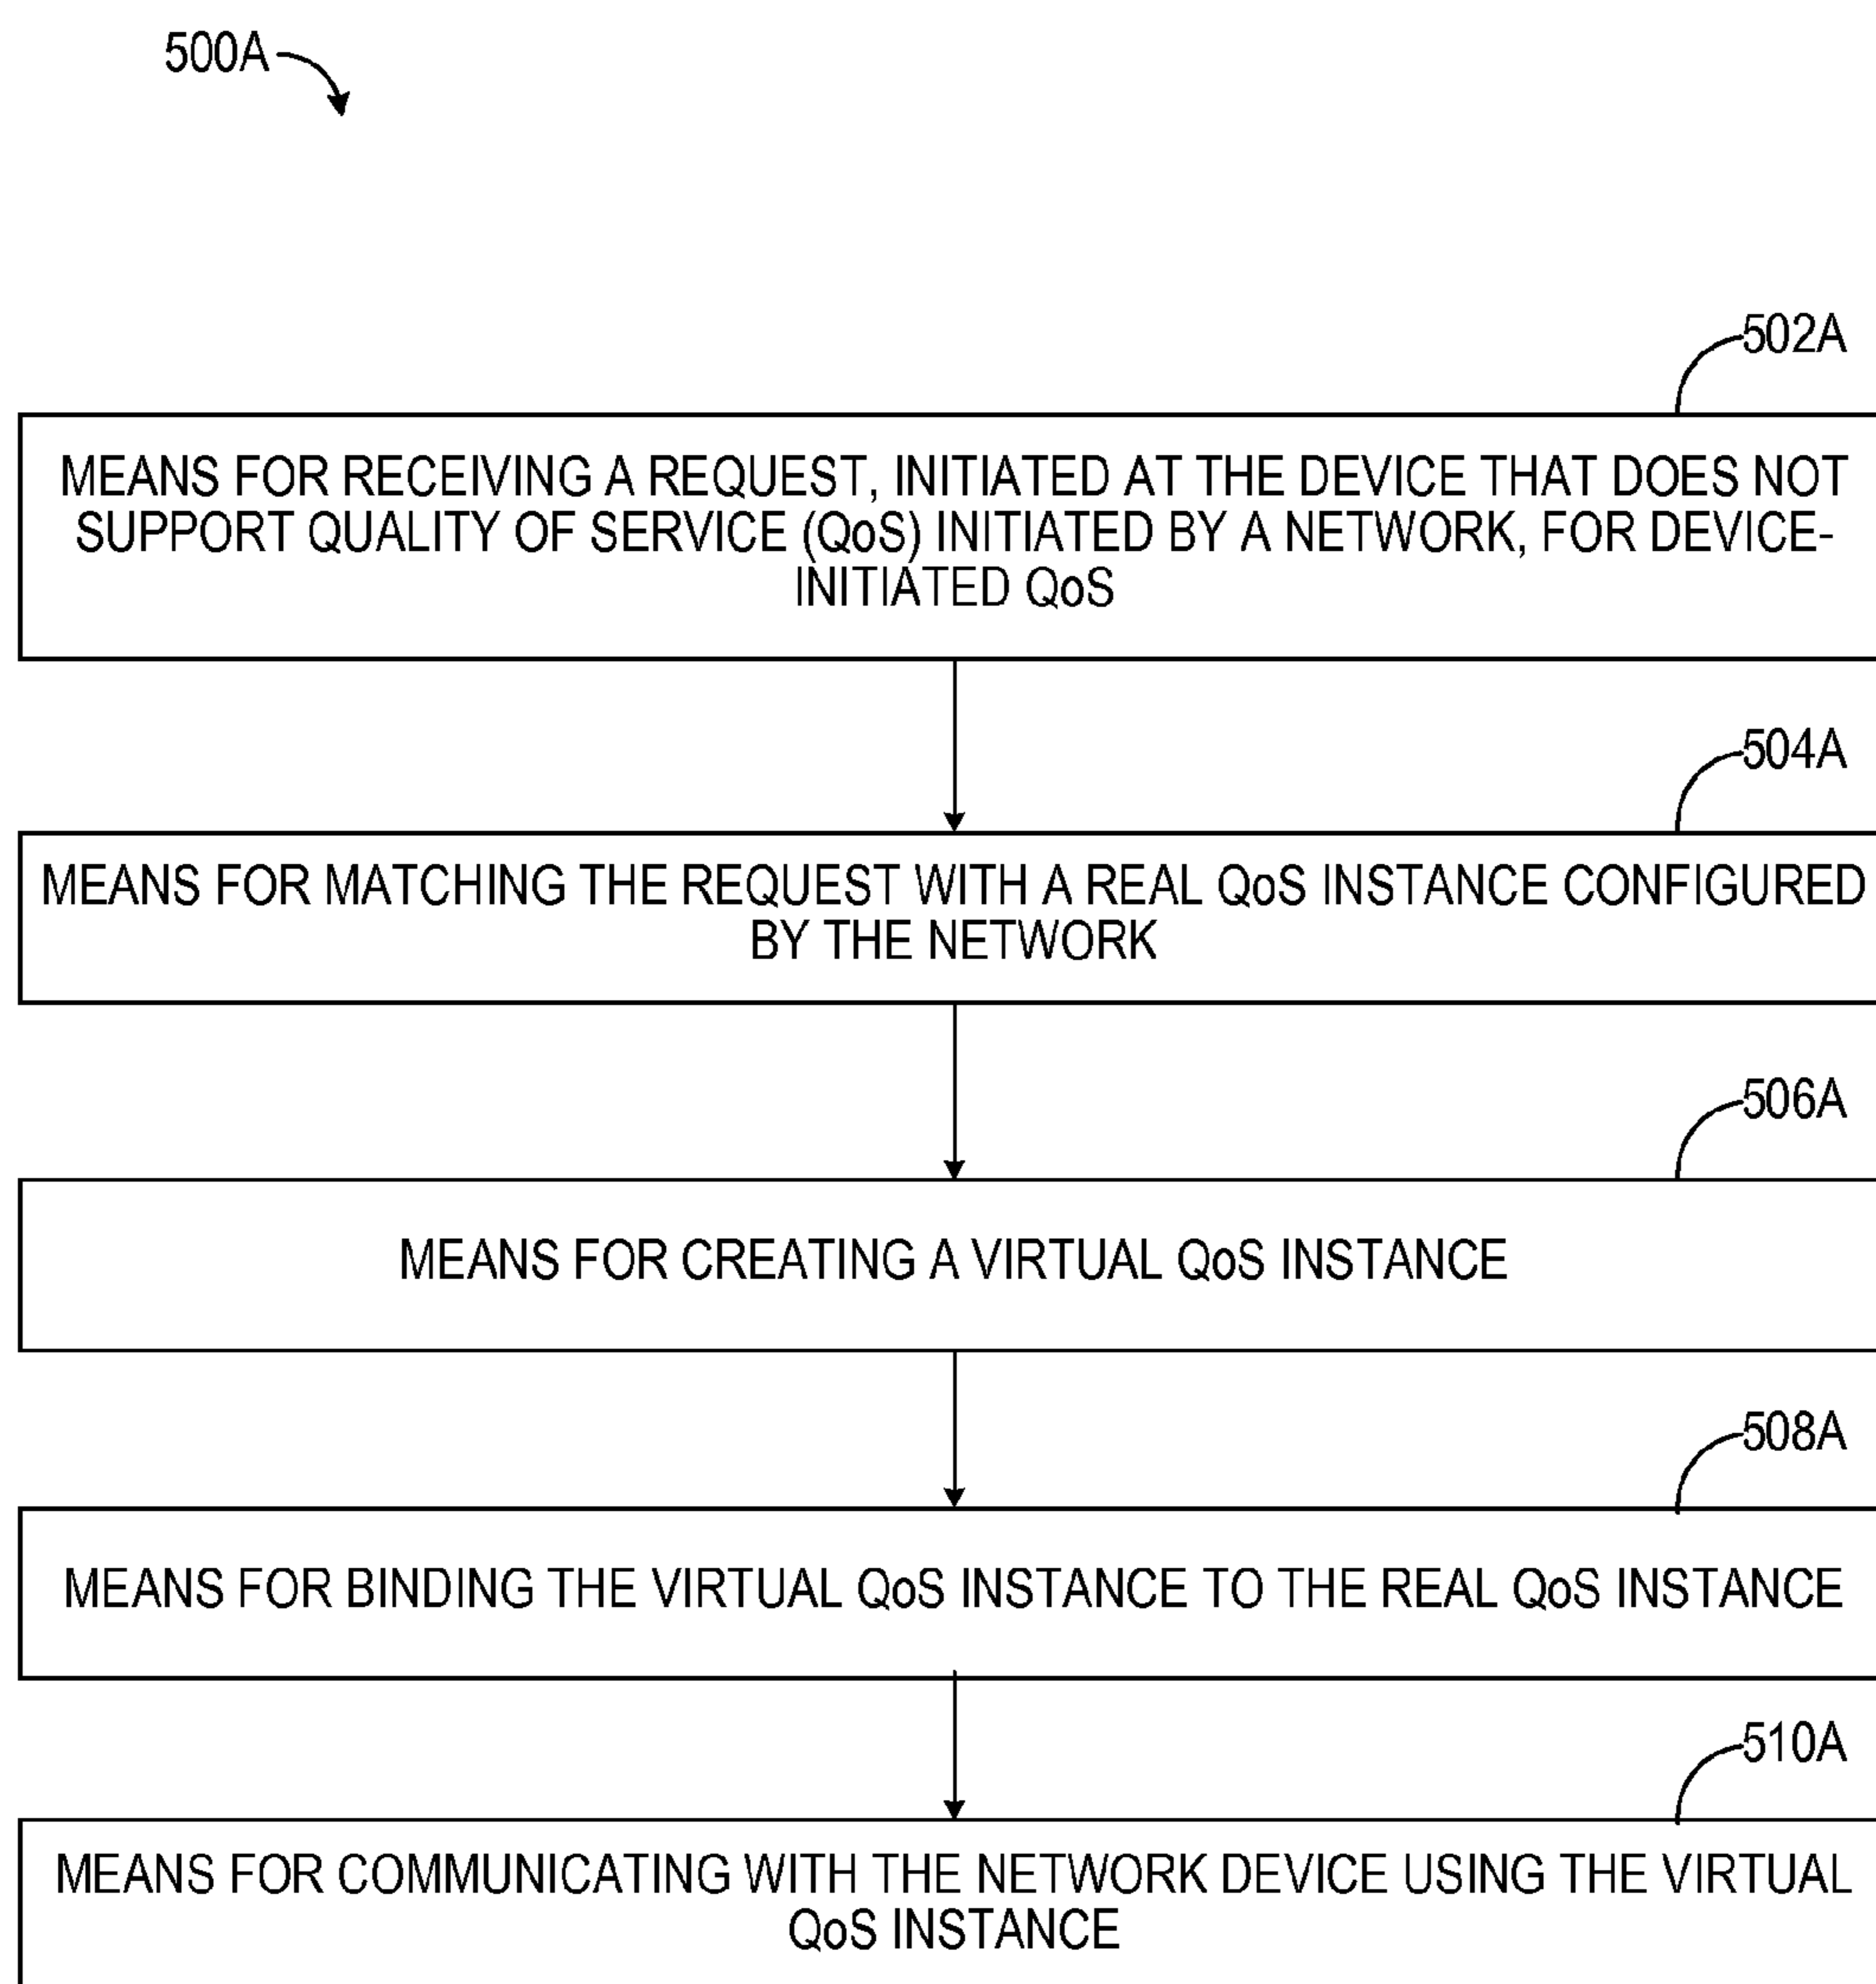 500A
502A
MEANS FOR RECEIVING A REQUEST, INITIATED AT THE DEVICE THAT DOES NOT
SUPPORT QUALITY OF SERVICE (QoS) INITIATED BY A NETWORK, FOR DEVICE-
INITIATED QoS
504A
MEANS FOR MATCHING THE REQUEST WITH A REAL QoS INSTANCE CONFIGURED
BY THE NETWORK
506A
MEANS FOR CREATING A VIRTUAL QoS INSTANCE
508A
MEANS FOR BINDING THE VIRTUAL QoS INSTANCE TO THE REAL QoS INSTANCE
510A
MEANS FOR COMMUNICATING WITH THE NETWORK DEVICE USING THE VIRTUAL
QoS INSTANCE